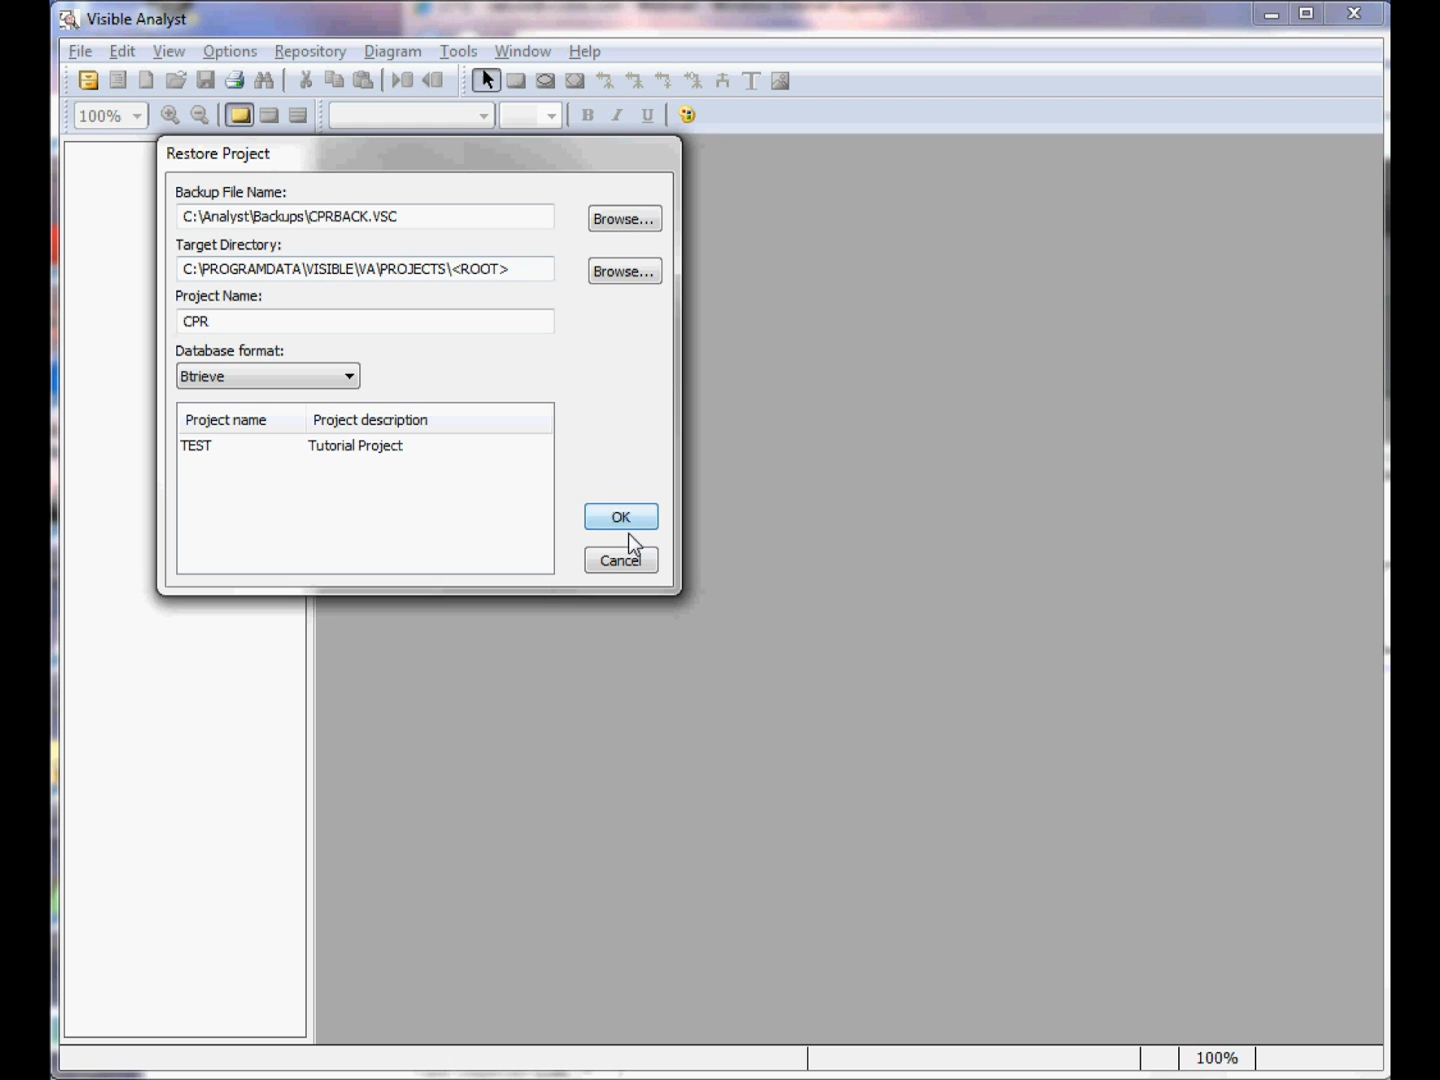 Visible Analyst
File Edit View Options Repository Diagram Tools Window Help
100% B I U
Restore Project
Backup File Name:
C:\Analyst\Backups\CPRBACK.VSC Browse...
Target Directory:
C:\PROGRAMDATA\VISIBLE\VA\PROJECTS\<ROOT> Browse...
Project Name:
CPR
Database format:
Btrieve
Project name Project description
TEST Tutorial Project
OK
Cancel
100%